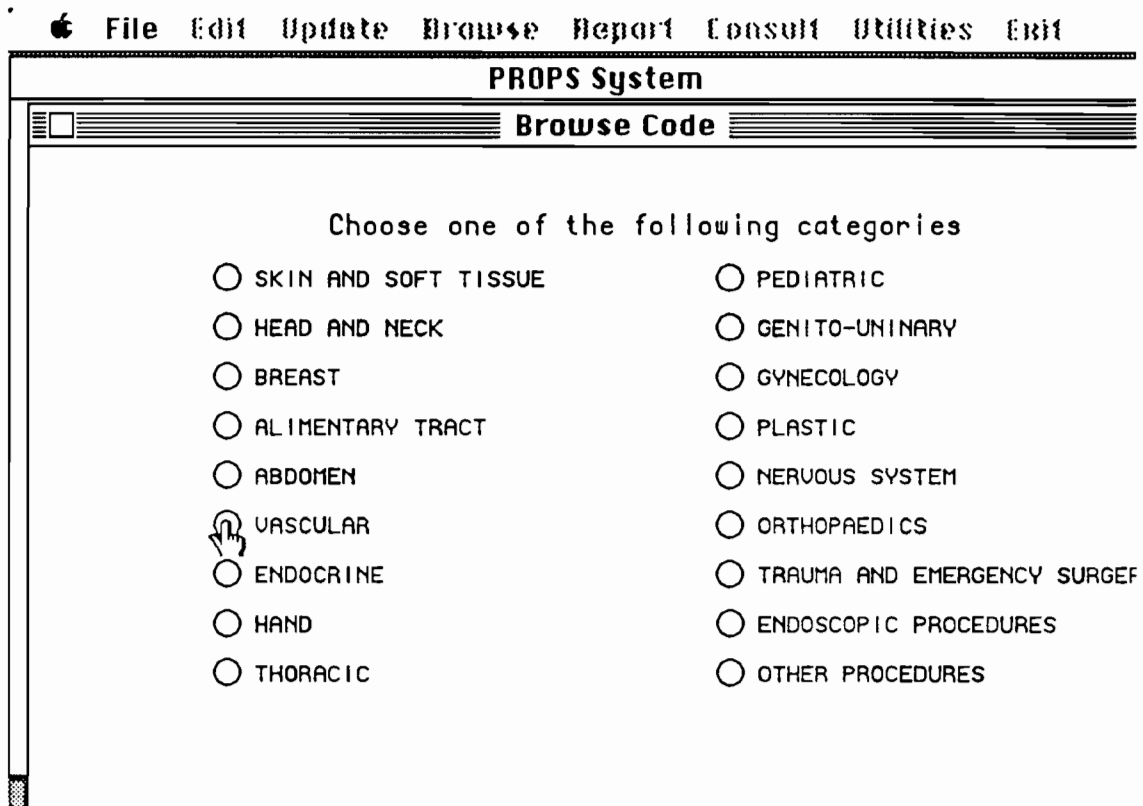 File Edit Update Browse Report Consult Utilities Exit
PROPS System
Browse Code
Choose one of the following categories
SKIN AND SOFT TISSUE
HEAD AND NECK
BREAST
ALIMENTARY TRACT
ABDOMEN
VASCULAR
ENDOCRINE
HAND
THORACIC
PEDIATRIC
GENITO-UNINARY
GYNECOLOGY
PLASTIC
NERVOUS SYSTEM
ORTHOPAEDICS
TRAUMA AND EMERGENCY SURGER
ENDOSCOPIC PROCEDURES
OTHER PROCEDURES